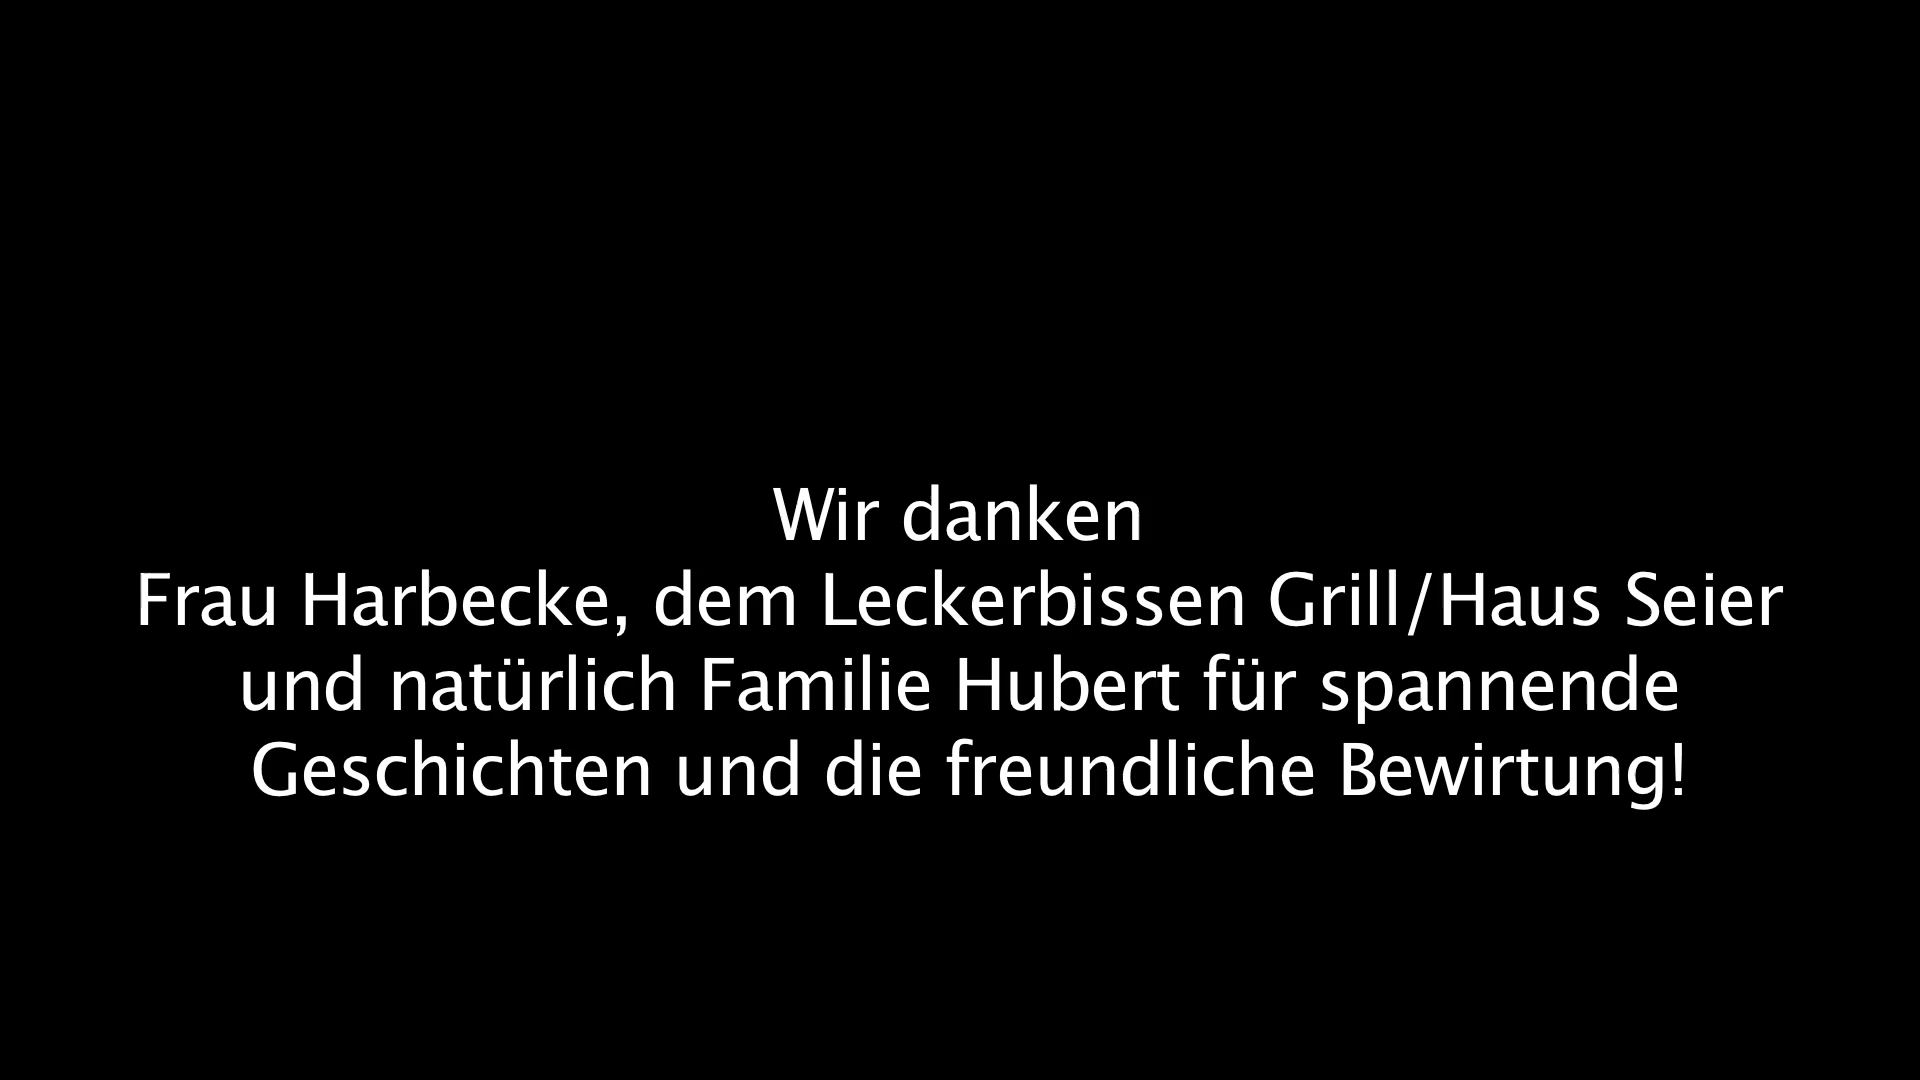 Wir danken
Frau Harbecke, dem Leckerbissen Grill/Haus Seier
und natürlich Familie Hubert für spannende
Geschichten und die freundliche Bewirtung!